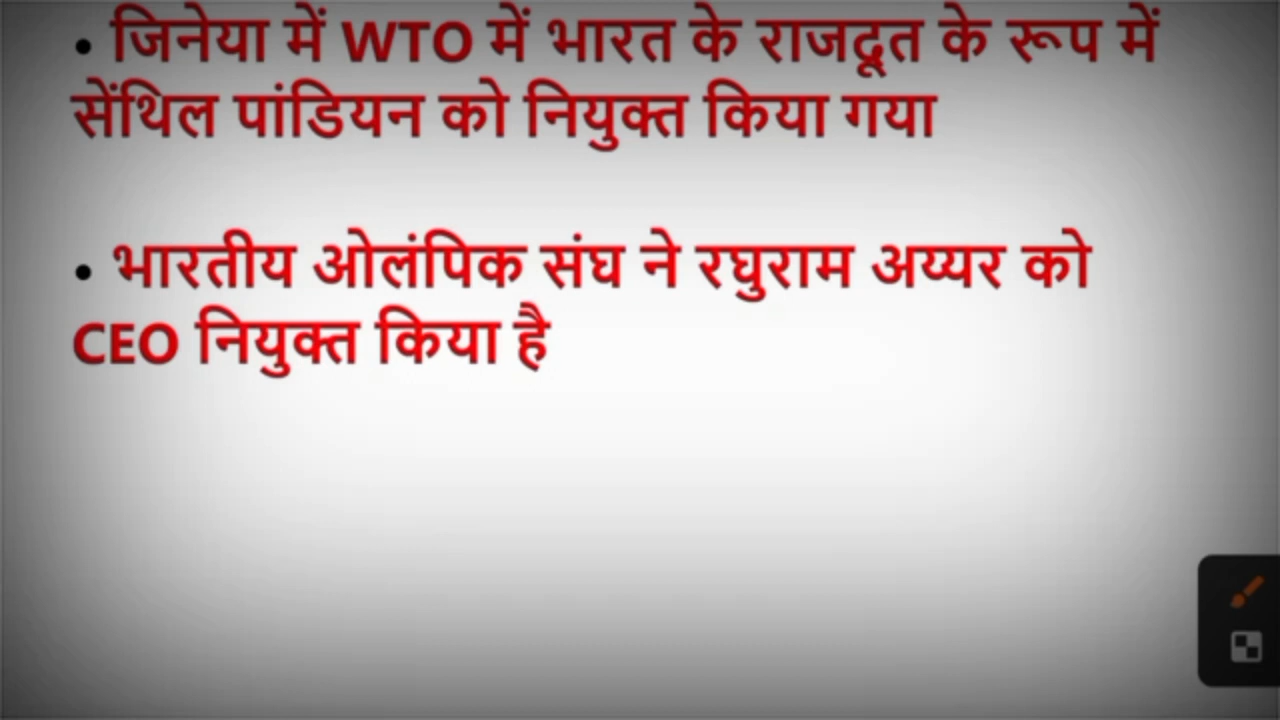 • जिनेया में WTO में भारत के राजदूत के रूप में
सेंथिल पांडियन को नियुक्त किया गया
• भारतीय ओलंपिक संघ ने रघुराम अय्यर को
CEO नियुक्त किया है